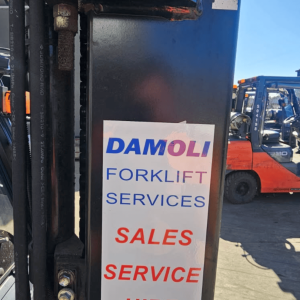 DAMOLI
FORKLIFT
SERVICES
SALES
SERVICE